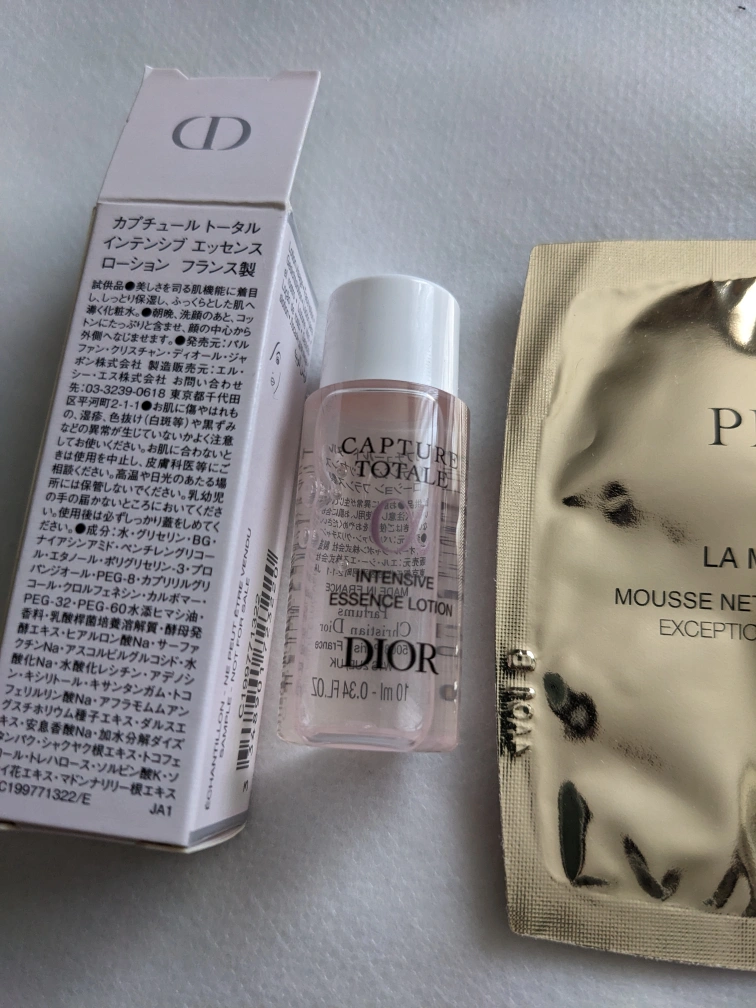 カプチュール トータル
インテンシブ エッセンス
ローション フランス製
試供品●美しさを司る肌機能に着目
し、しっとり保湿し、ふっくらとした肌へ
導く化粧水。●朝晩、洗顔のあと、コッ
トンにたっぷりと含ませ、顔の中心から
外側へなじませます。●発売元:パル
ファン・クリスチャン・ディオール・ジャ
ポン株式会社 製造販売元:エル・
シー・エス株式会社 お問い合わせ
先:03-3239-0618 東京都千代田
区平河町2-1-1●お肌に傷やはれも
の、湿疹、色抜け(白斑等)や黒ずみ
などの異常が生じていないかよく注意
してお使いください。お肌に合わないと
きは使用を中止し、皮膚科医等にご
相談ください。高温や日光のあたる場
所には保管しないでください。乳幼児
の手の届かないところにおいてくださ
い。使用後は必ずしっかり蓋をしめてく
ださい。●成分:水・グリセリン・BG・
ナイアシンアミド・ペンチレングリコー
ル・エタノール・ポリグリセリン-3・プロ
パンジオール・PEG-8・カプリリルグリ
コール・クロルフェネシン・カルボマー・
PEG-32・PEG-60水添ヒマシ油・
香料・乳酸桿菌培養溶解質・酵母発
酵エキス・ヒアルロン酸Na・サーファ
クチンNa・アスコルビルグルコシド・水
酸化Na・水酸化レシチン・アデノシ
ン・キシリトール・キサンタンガム・トコ
フェリルリン酸Na・アフラモムアン
グスチホリウム種子エキス・ダルスエ
キス・安息香酸Na・加水分解ダイズ
タンパク・シャクヤク根エキス・トコフェ
ロール・トレハロース・ソルビン酸K・ソ
イ花エキス・マドンナリリー根エキス
C199771322/E
JA1
ÉCHANTILLON - NE PEUT ÊTRE VENDU
SAMPLE - NOT FOR SALE
CAPTURE
TOTALE
INTENSIVE
ESSENCE LOTION
DIOR
MADE IN FRANCE
Parfums
Christian Dior
10 ml - 0.34 FL.OZ
LA M
MOUSSE NET
EXCEPTIO